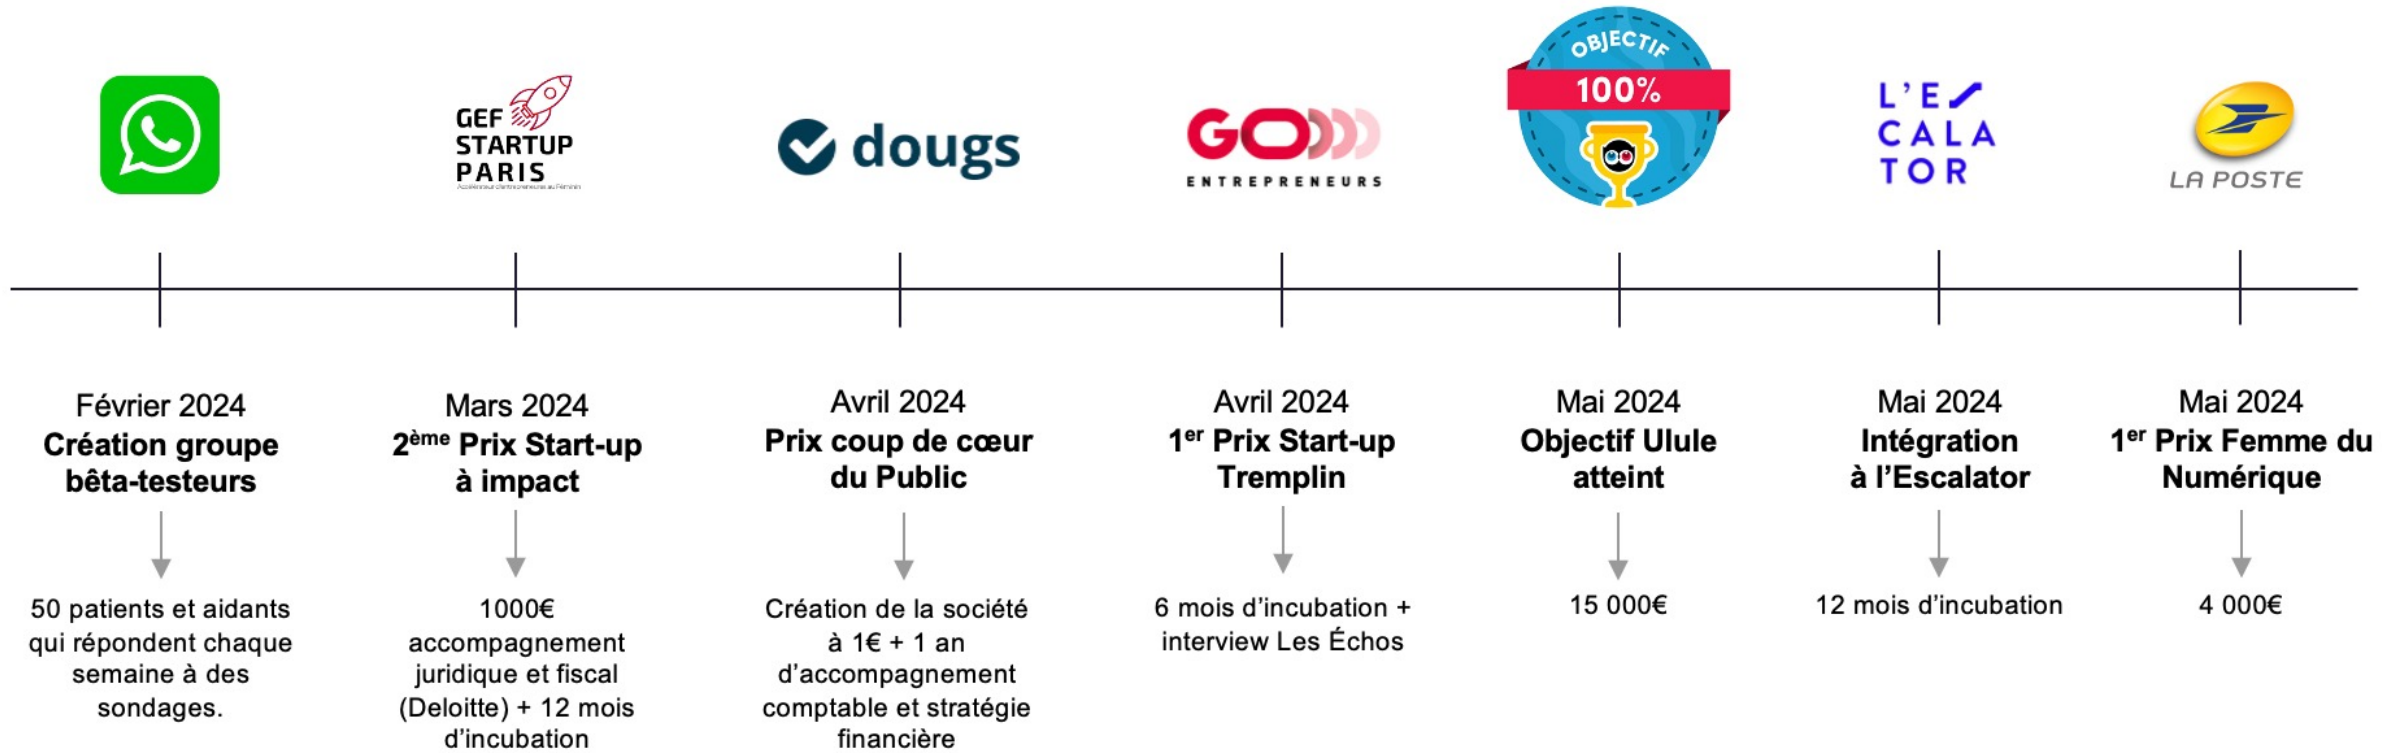 GEF
STARTUP
PARIS
Accélérateur d'entrepreneures au Féminin
dougs
GO
ENTREPRENEURS
OBJECTIF
100%
L'E
CALA
TOR
LA POSTE
Février 2024
Création groupe
bêta-testeurs
50 patients et aidants
qui répondent chaque
semaine à des
sondages.
Mars 2024
2ème Prix Start-up
à impact
1000€
accompagnement
juridique et fiscal
(Deloitte) + 12 mois
d'incubation
Avril 2024
Prix coup de cœur
du Public
Création de la société
à 1€ + 1 an
d'accompagnement
comptable et stratégie
financière
Avril 2024
1er Prix Start-up
Tremplin
6 mois d'incubation +
interview Les Échos
Mai 2024
Objectif Ulule
atteint
15 000€
Mai 2024
Intégration
à l'Escalator
12 mois d'incubation
Mai 2024
1er Prix Femme du
Numérique
4 000€